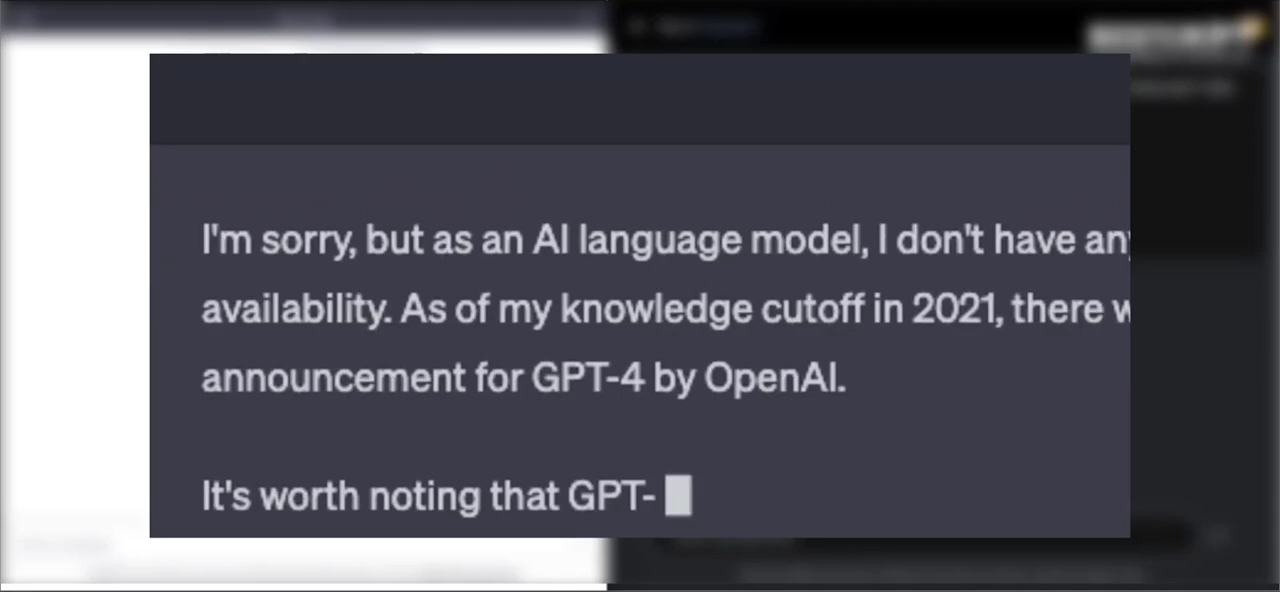 I'm sorry, but as an AI language model, I don't have any
availability. As of my knowledge cutoff in 2021, there w
announcement for GPT-4 by OpenAI.
It's worth noting that GPT-